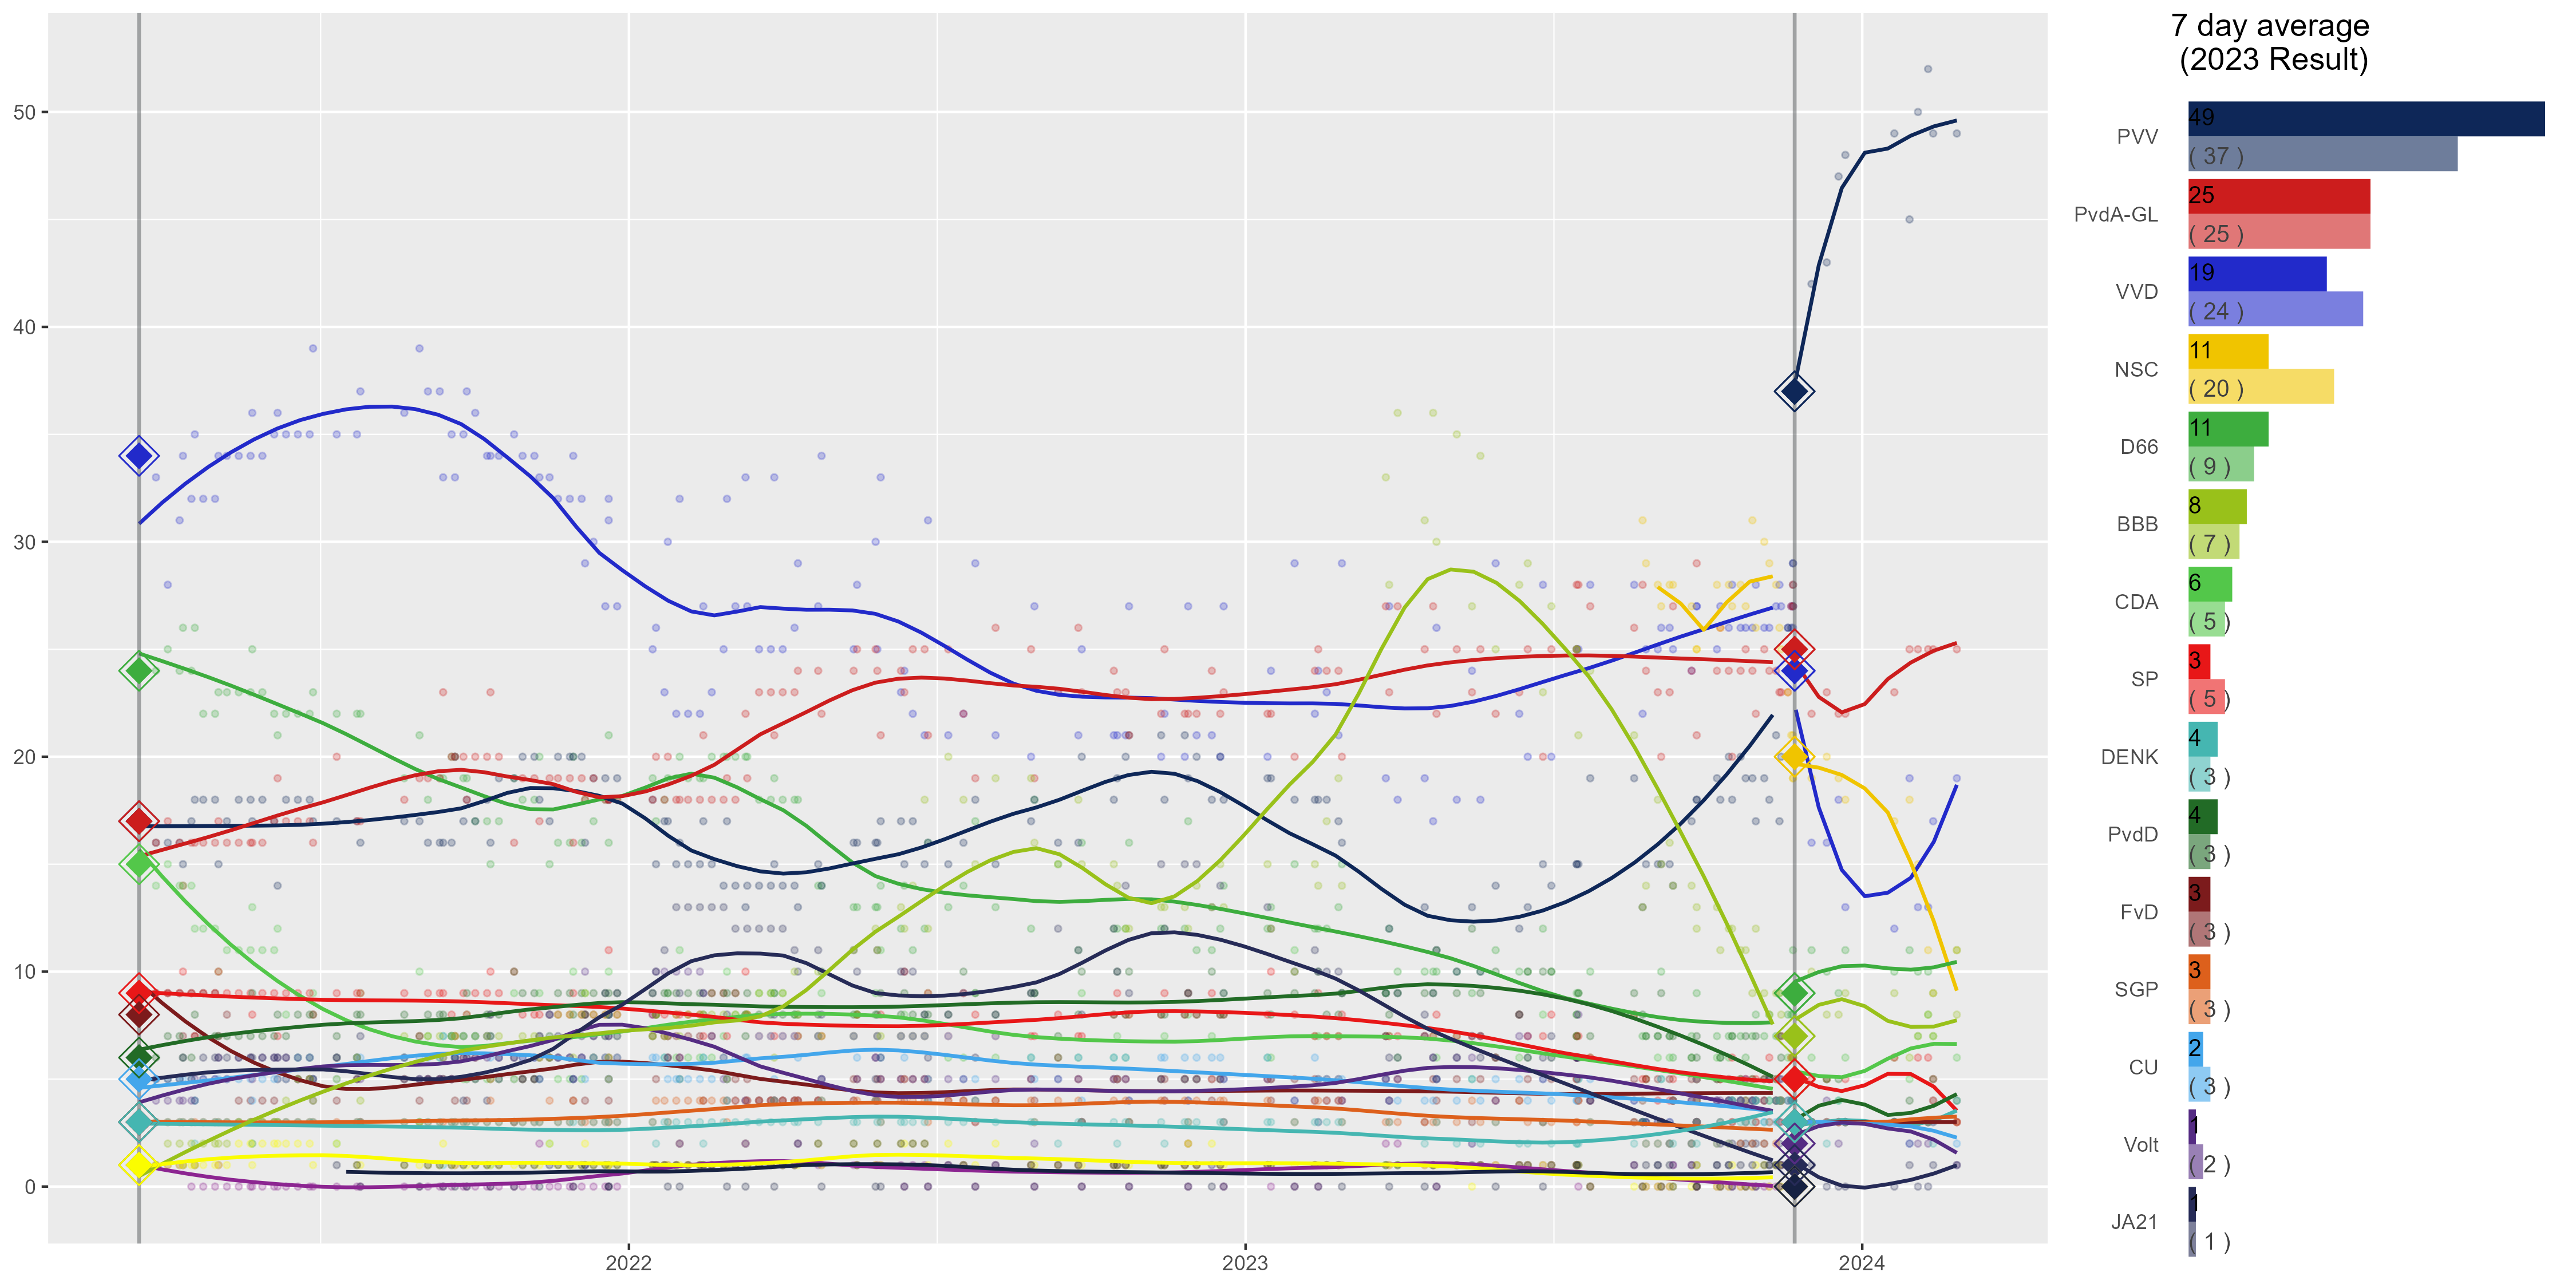 7 day average
(2023 Result)
50
40
30
20
10
0
2022
2023
2024
PVV
49
( 37 )
PvdA-GL
25
( 25 )
VVD
19
( 24 )
NSC
11
( 20 )
D66
11
( 9 )
BBB
8
( 7 )
CDA
6
( 5 )
SP
3
( 5 )
DENK
4
( 3 )
PvdD
4
( 3 )
FvD
3
( 3 )
SGP
3
( 3 )
CU
2
( 3 )
Volt
1
( 2 )
JA21
1
( 1 )